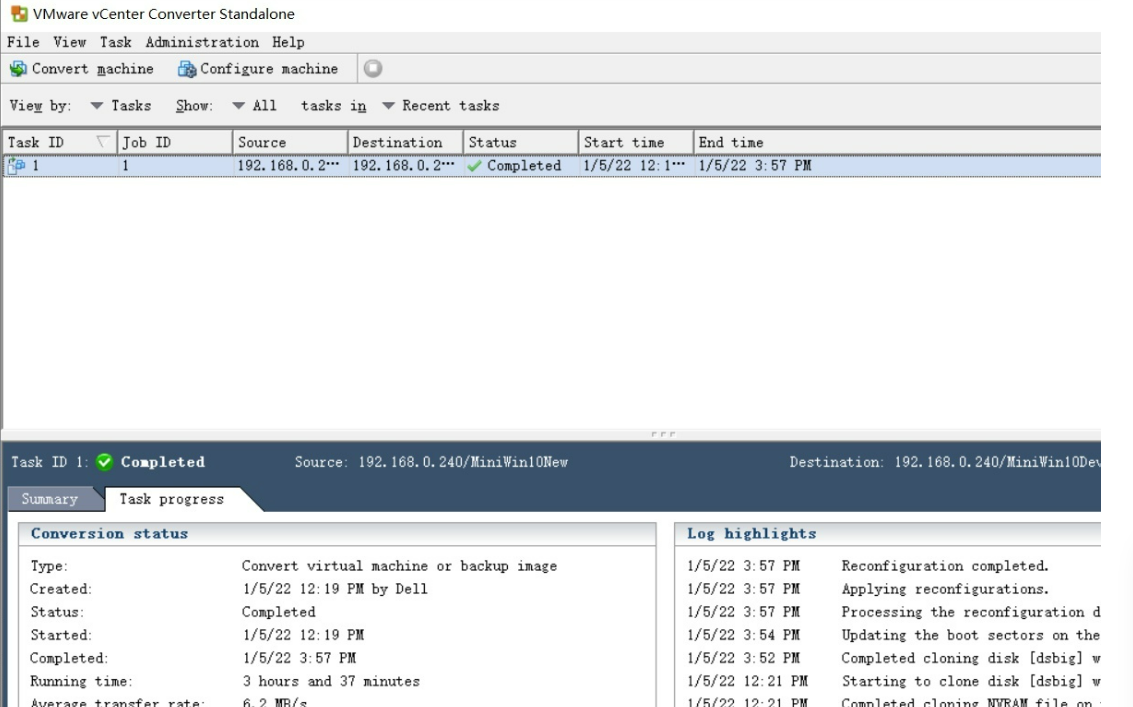 VMware vCenter Converter Standalone
File View Task Administration Help
Convert machine Configure machine
View by: Tasks Show: All tasks in Recent tasks
Task ID Job ID Source Destination Status Start time End time
1 1 192.168.0.2… 192.168.0.2… Completed 1/5/22 12:1… 1/5/22 3:57 PM
Task ID 1: Completed Source: 192.168.0.240/MiniWin10New Destination: 192.168.0.240/MiniWin10Dev
Summary Task progress
Conversion status Log highlights
Type: Convert virtual machine or backup image 1/5/22 3:57 PM Reconfiguration completed.
Created: 1/5/22 12:19 PM by Dell 1/5/22 3:57 PM Applying reconfigurations.
Status: Completed 1/5/22 3:57 PM Processing the reconfiguration d
Started: 1/5/22 12:19 PM 1/5/22 3:54 PM Updating the boot sectors on the
Completed: 1/5/22 3:57 PM 1/5/22 3:52 PM Completed cloning disk [dsbig] w
Running time: 3 hours and 37 minutes 1/5/22 12:21 PM Starting to clone disk [dsbig] w
Average transfer rate: 6.2 MB/s 1/5/22 12:21 PM Completed cloning NVRAM file on